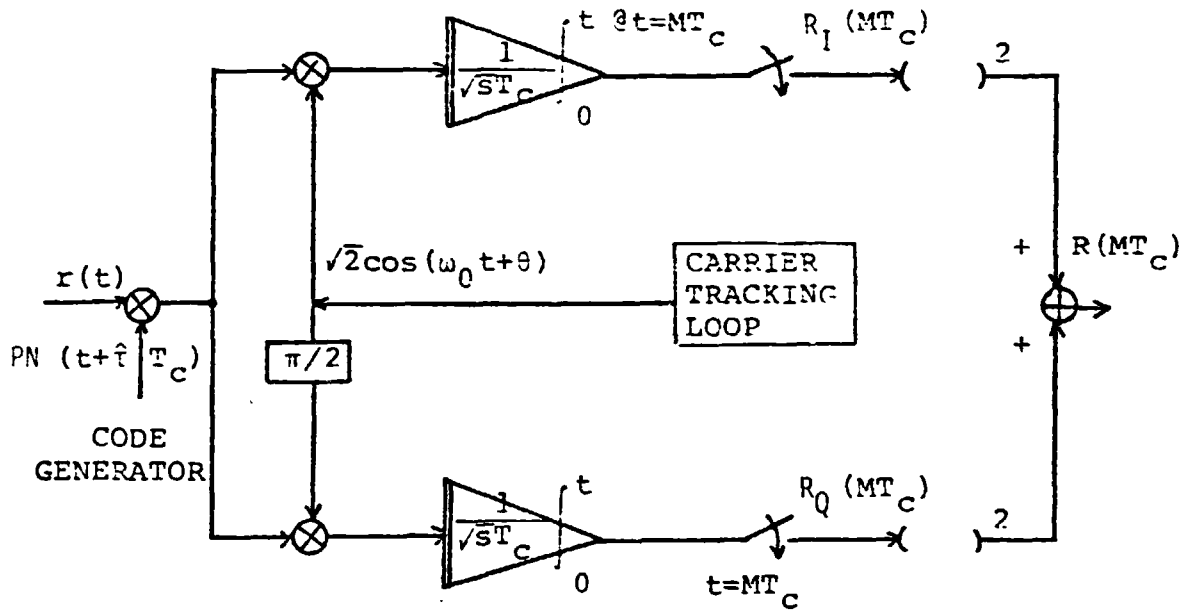 t @t=MT_c
R_I (MT_c)
2
1
√sT_c
0
√2cos(ω_0 t+θ)
CARRIER
TRACKING
LOOP
+
R(MT_c)
r(t)
+
PN (t+τ̂ T_c)
π/2
CODE
GENERATOR
t
R_Q (MT_c)
2
1
√sT_c
0
t=MT_c